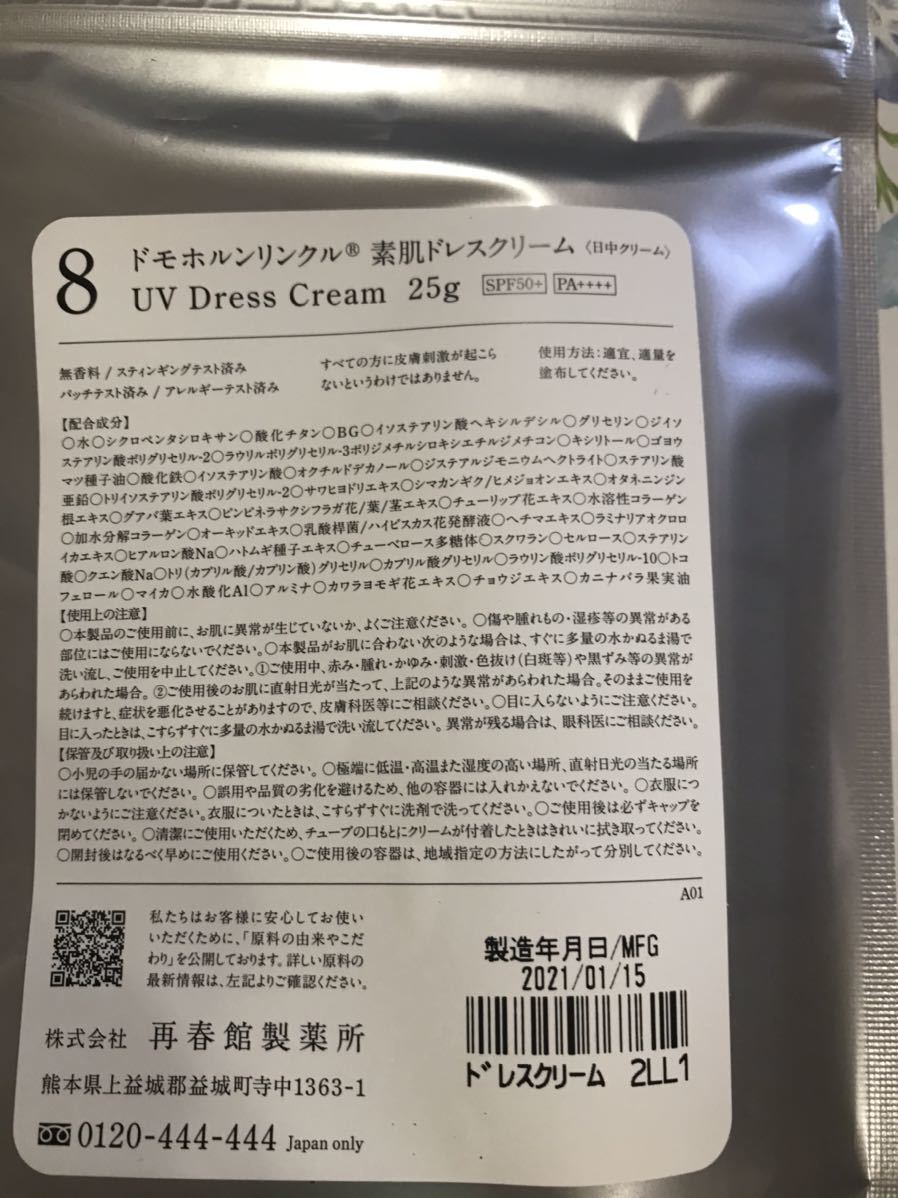 8
ドモホルンリンクル® 素肌ドレスクリーム〈日中クリーム〉
UV Dress Cream 25g SPF50+ PA++++
無香料 / スティンギングテスト済み
パッチテスト済み / アレルギーテスト済み
すべての方に皮膚刺激が起こら
ないというわけではありません。
使用方法：適宜、適量を
塗布してください。
【配合成分】
○水○シクロペンタシロキサン○酸化チタン○BG○イソステアリン酸ヘキシルデシル○グリセリン○ジイソ
ステアリン酸ポリグリセリル-2○ラウリルポリグリセリル-3ポリジメチルシロキシエチルジメチコン○キシリトール○ゴヨウ
マツ種子油○酸化鉄○イソステアリン酸○オクチルドデカノール○ジステアルジモニウムヘクトライト○ステアリン酸
亜鉛○トリイソステアリン酸ポリグリセリル-2○サワヒヨドリエキス○シマカンギク/ヒメジョオンエキス○オタネニンジン
根エキス○グアバ葉エキス○ピンピネラサクシフラガ花/葉/茎エキス○チューリップ花エキス○水溶性コラーゲン
○加水分解コラーゲン○オーキッドエキス○乳酸桿菌/ハイビスカス花発酵液○ヘチマエキス○ラミナリアオクロロ
イカエキス○ヒアルロン酸Na○ハトムギ種子エキス○チューベロース多糖体○スクワラン○セルロース○ステアリン
酸○クエン酸Na○トリ(カプリル酸/カプリン酸)グリセリル○カプリル酸グリセリル○ラウリン酸ポリグリセリル-10○トコ
フェロール○マイカ○水酸化Al○アルミナ○カワラヨモギ花エキス○チョウジエキス○カニナバラ果実油
【使用上の注意】
○本製品のご使用前に、お肌に異常が生じていないか、よくご注意ください。○傷や腫れもの・湿疹等の異常がある
部位にはご使用にならないでください。○本製品がお肌に合わない次のような場合は、すぐに多量の水かぬるま湯で
洗い流し、ご使用を中止してください。①ご使用中、赤み・腫れ・かゆみ・刺激・色抜け(白斑等)や黒ずみ等の異常が
あらわれた場合。②ご使用後のお肌に直射日光が当たって、上記のような異常があらわれた場合。そのままご使用を
続けますと、症状を悪化させることがありますので、皮膚科医等にご相談ください。○目に入らないようにご注意ください。
目に入ったときは、こすらずすぐに多量の水かぬるま湯で洗い流してください。異常が残る場合は、眼科医にご相談ください。
【保管及び取り扱い上の注意】
○小児の手の届かない場所に保管してください。○極端に低温・高温また湿度の高い場所、直射日光の当たる場所
には保管しないでください。○誤用や品質の劣化を避けるため、他の容器には入れかえないでください。○衣服につ
かないようにご注意ください。衣服についたときは、こすらずすぐに洗剤で洗ってください。○ご使用後は必ずキャップを
閉めてください。○清潔にご使用いただくため、チューブの口もとにクリームが付着したときはきれいに拭き取ってください。
○開封後はなるべく早めにご使用ください。○ご使用後の容器は、地域指定の方法にしたがって分別してください。
A01
私たちはお客様に安心してお使い
いただくために、「原料の由来やこだ
わり」を公開しております。詳しい原料の
最新情報は、左記よりご確認ください。
製造年月日/MFG
2021/01/15
ドレスクリーム 2LL1
株式会社 再春館製薬所
熊本県上益城郡益城町寺中1363-1
0120-444-444 Japan only